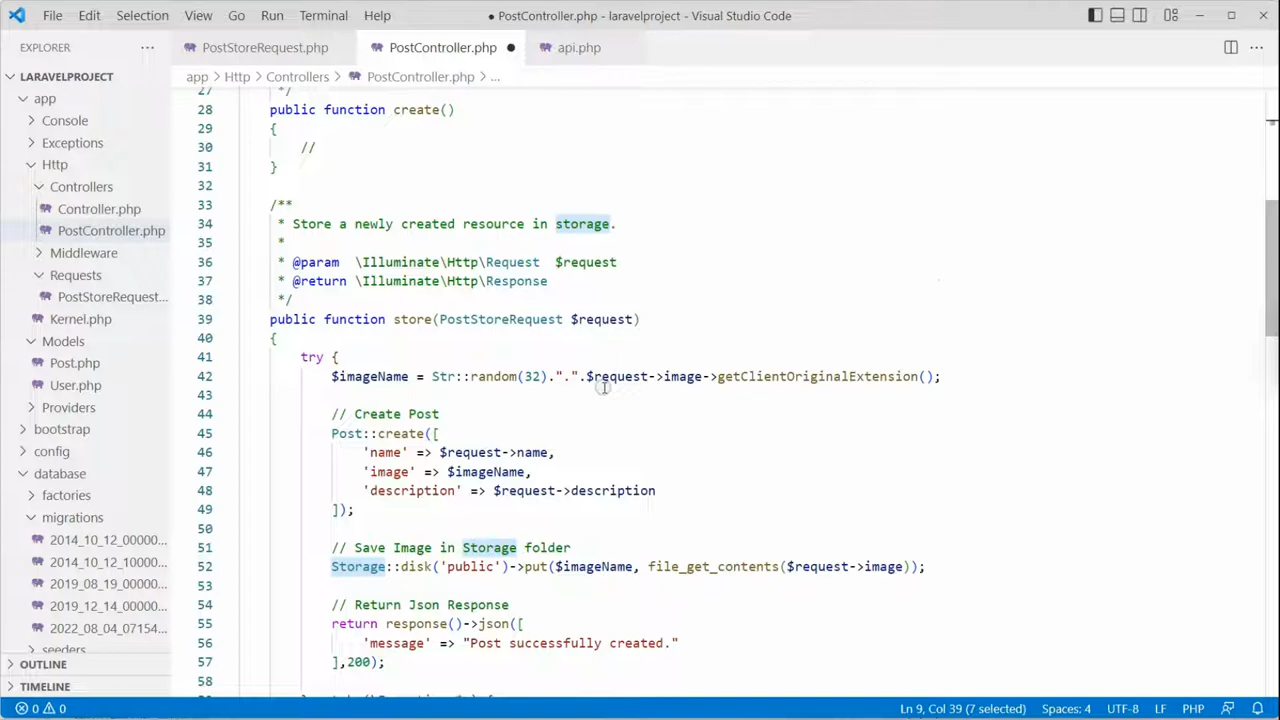 File Edit Selection View Go Run Terminal Help
● PostController.php - laravelproject - Visual Studio Code
EXPLORER ···
LARAVELPROJECT
app
Console
Exceptions
Http
Controllers
Controller.php
PostController.php
Middleware
Requests
PostStoreRequest...
Kernel.php
Models
Post.php
User.php
Providers
bootstrap
config
database
factories
migrations
2014_10_12_00000...
2014_10_12_10000...
2019_08_19_00000...
2019_12_14_00000...
2022_08_04_07154...
seeders
OUTLINE
TIMELINE
PostStoreRequest.php PostController.php ● api.php
app > Http > Controllers > PostController.php > ...
27 */
28 public function create()
29 {
30 //
31 }
32
33 /**
34 * Store a newly created resource in storage.
35 *
36 * @param \Illuminate\Http\Request $request
37 * @return \Illuminate\Http\Response
38 */
39 public function store(PostStoreRequest $request)
40 {
41 try {
42 $imageName = Str::random(32).".".$request->image->getClientOriginalExtension();
43
44 // Create Post
45 Post::create([
46 'name' => $request->name,
47 'image' => $imageName,
48 'description' => $request->description
49 ]);
50
51 // Save Image in Storage folder
52 Storage::disk('public')->put($imageName, file_get_contents($request->image));
53
54 // Return Json Response
55 return response()->json([
56 'message' => "Post successfully created."
57 ],200);
58
0 0 Ln 9, Col 39 (7 selected) Spaces: 4 UTF-8 LF PHP